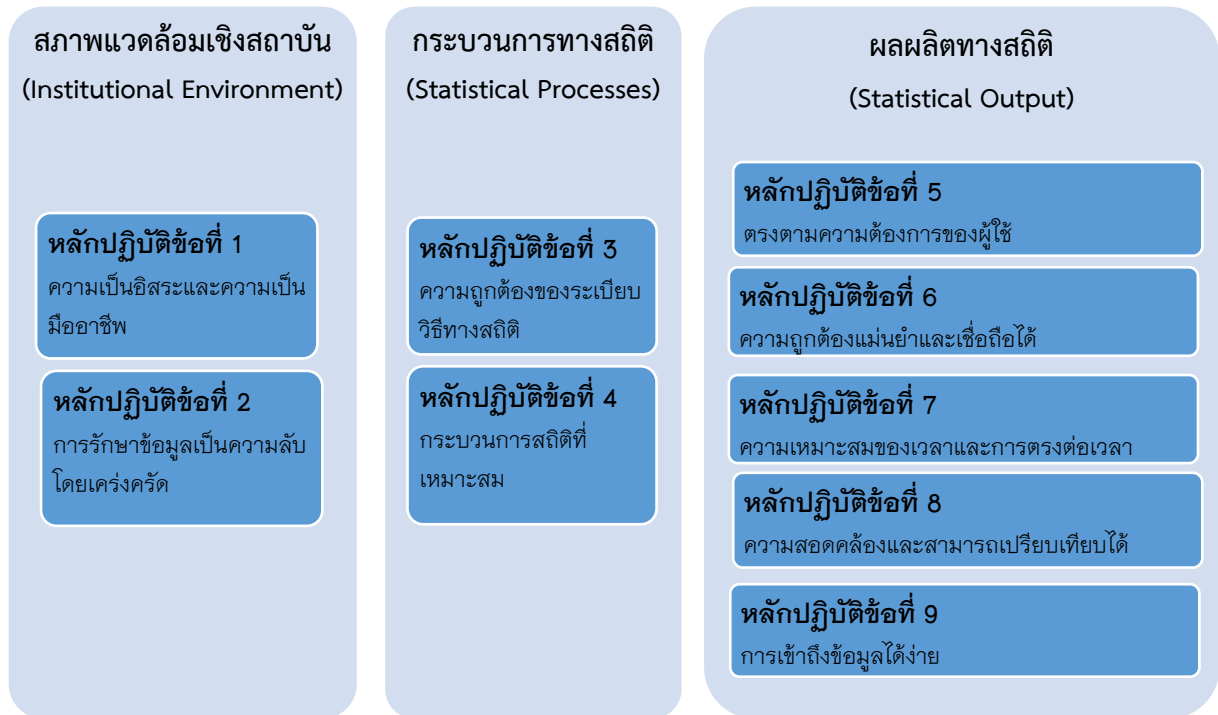 สภาพแวดล้อมเชิงสถาบัน
(Institutional Environment)
หลักปฏิบัติข้อที่ 1
ความเป็นอิสระและความเป็น
มืออาชีพ
หลักปฏิบัติข้อที่ 2
การรักษาข้อมูลเป็นความลับ
โดยเคร่งครัด
กระบวนการทางสถิติ
(Statistical Processes)
หลักปฏิบัติข้อที่ 3
ความถูกต้องของระเบียบ
วิธีทางสถิติ
หลักปฏิบัติข้อที่ 4
กระบวนการสถิติที่
เหมาะสม
ผลผลิตทางสถิติ
(Statistical Output)
หลักปฏิบัติข้อที่ 5
ตรงตามความต้องการของผู้ใช้
หลักปฏิบัติข้อที่ 6
ความถูกต้องแม่นยำและเชื่อถือได้
หลักปฏิบัติข้อที่ 7
ความเหมาะสมของเวลาและการตรงต่อเวลา
หลักปฏิบัติข้อที่ 8
ความสอดคล้องและสามารถเปรียบเทียบได้
หลักปฏิบัติข้อที่ 9
การเข้าถึงข้อมูลได้ง่าย